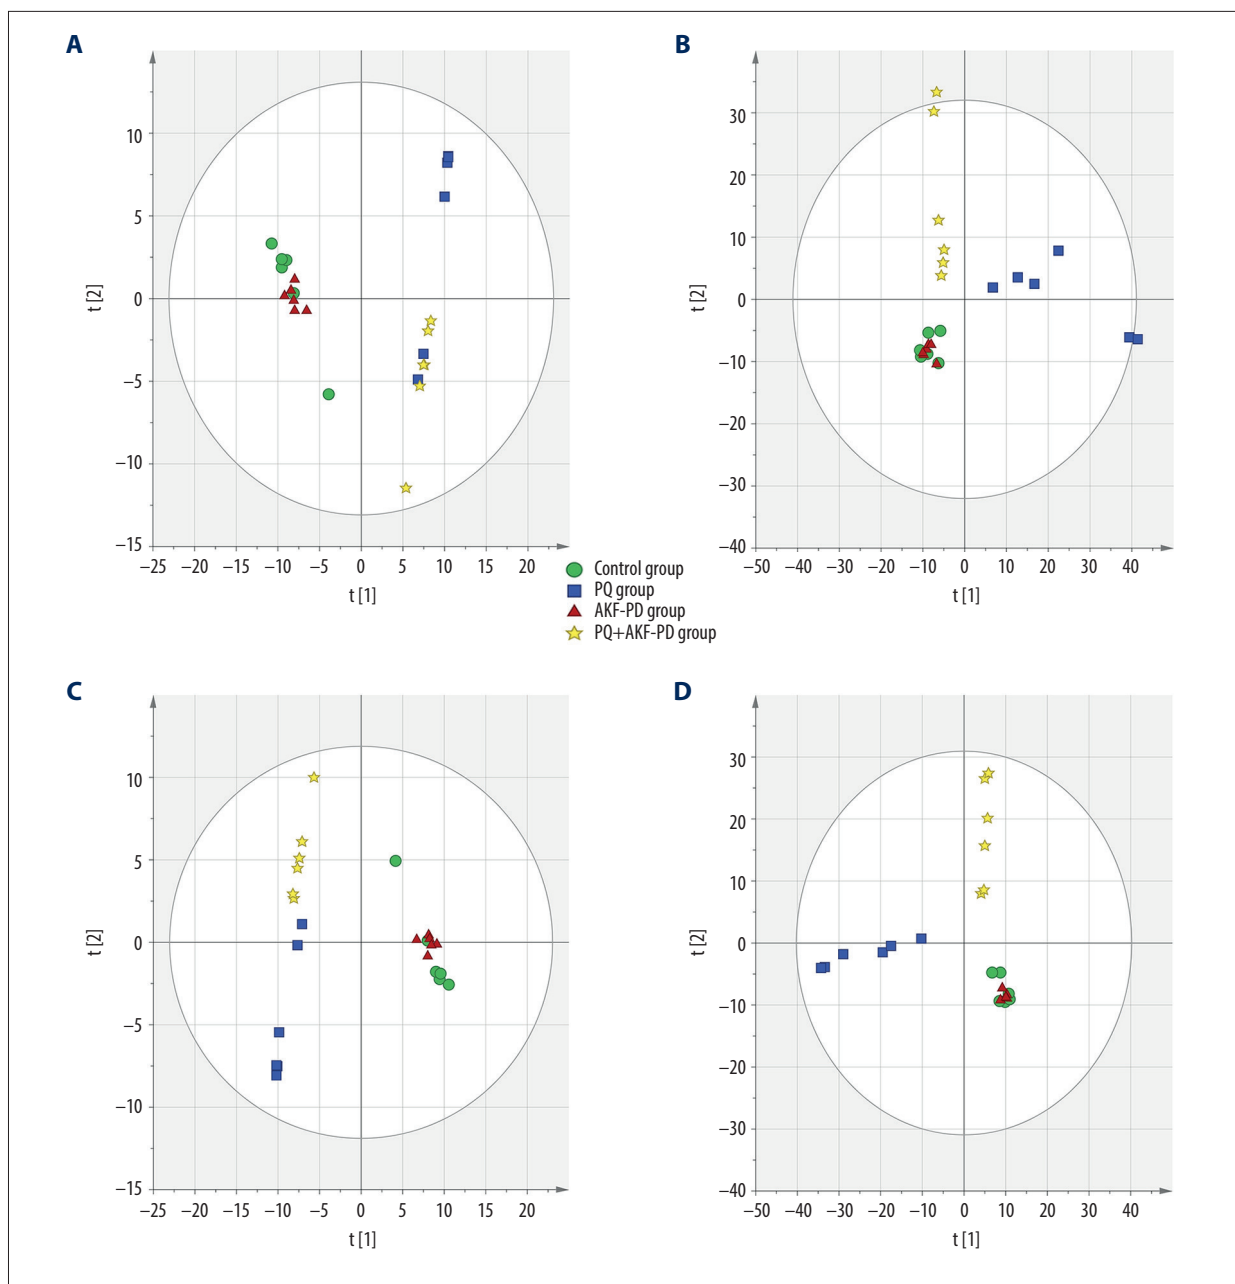 A
B
10
5
0
−5
−10
−15
t [2]
−25 −20 −15 −10 −5 0 5 10 15 20
t [1]
30
20
10
0
−10
−20
−30
−40
t [2]
−50 −40 −30 −20 −10 0 10 20 30 40
t [1]
Control group
PQ group
AKF-PD group
PQ+AKF-PD group
C
D
10
5
0
−5
−10
−15
t [2]
−25 −20 −15 −10 −5 0 5 10 15 20
t [1]
30
20
10
0
−10
−20
−30
−40
t [2]
−50 −40 −30 −20 −10 0 10 20 30 40
t [1]